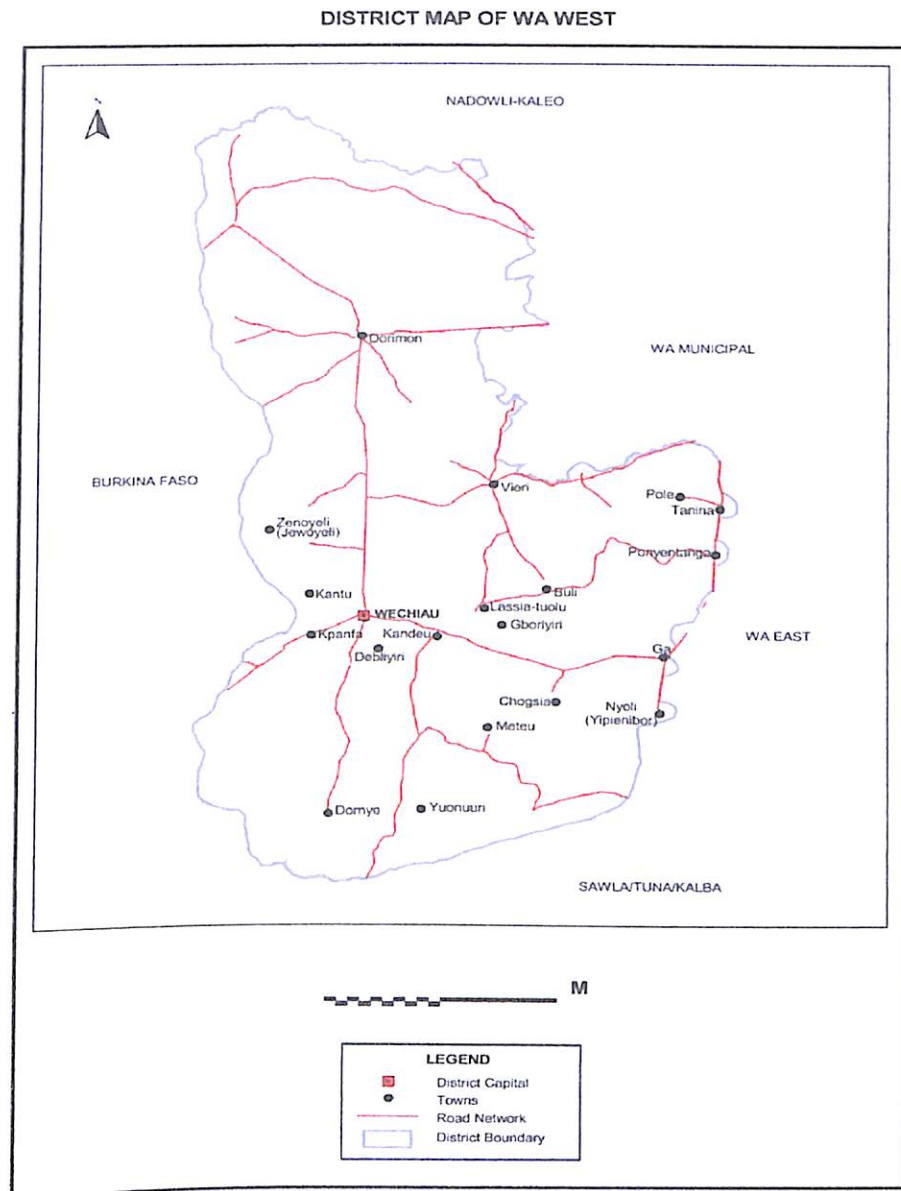 DISTRICT MAP OF WA WEST
N
NADOWLI-KALEO
Dorimon
WA MUNICIPAL
BURKINA FASO
Vieri
Pole
Tanina
Zenoyeli
(Jewoyeli)
Ponyentanga
Kantu
Buli
Lassia-tuolu
WECHIAU
Gboriyiri
Kpanfa
Kandeu
WA EAST
Debliyiri
Ga
Chogsia
Nyoli
(Yipienibor)
Mateu
Domye
Yuonuuri
SAWLA/TUNA/KALBA
M
LEGEND
District Capital
Towns
Road Network
District Boundary